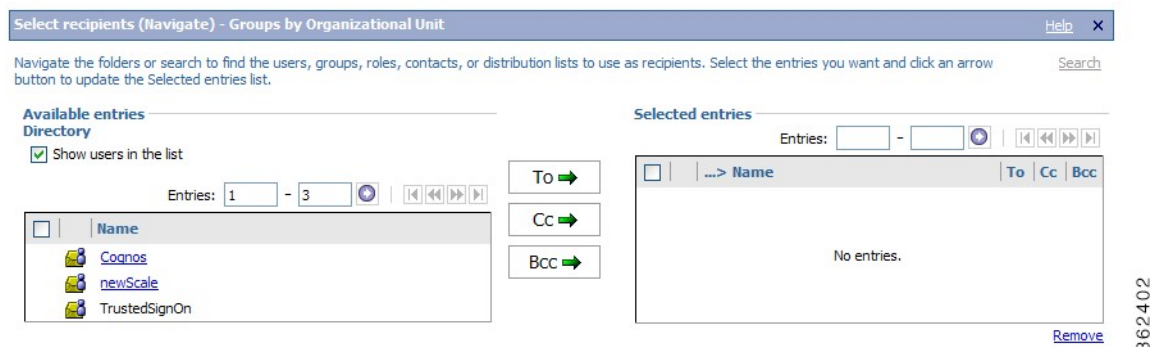 Select recipients (Navigate) - Groups by Organizational Unit
Help
Navigate the folders or search to find the users, groups, roles, contacts, or distribution lists to use as recipients. Select the entries you want and click an arrow
button to update the Selected entries list.
Search
Available entries
Directory
Show users in the list
Entries: 1 - 3
Name
Cognos
newScale
TrustedSignOn
To
Cc
Bcc
Selected entries
Entries: -
...> Name To Cc Bcc
No entries.
Remove
362402